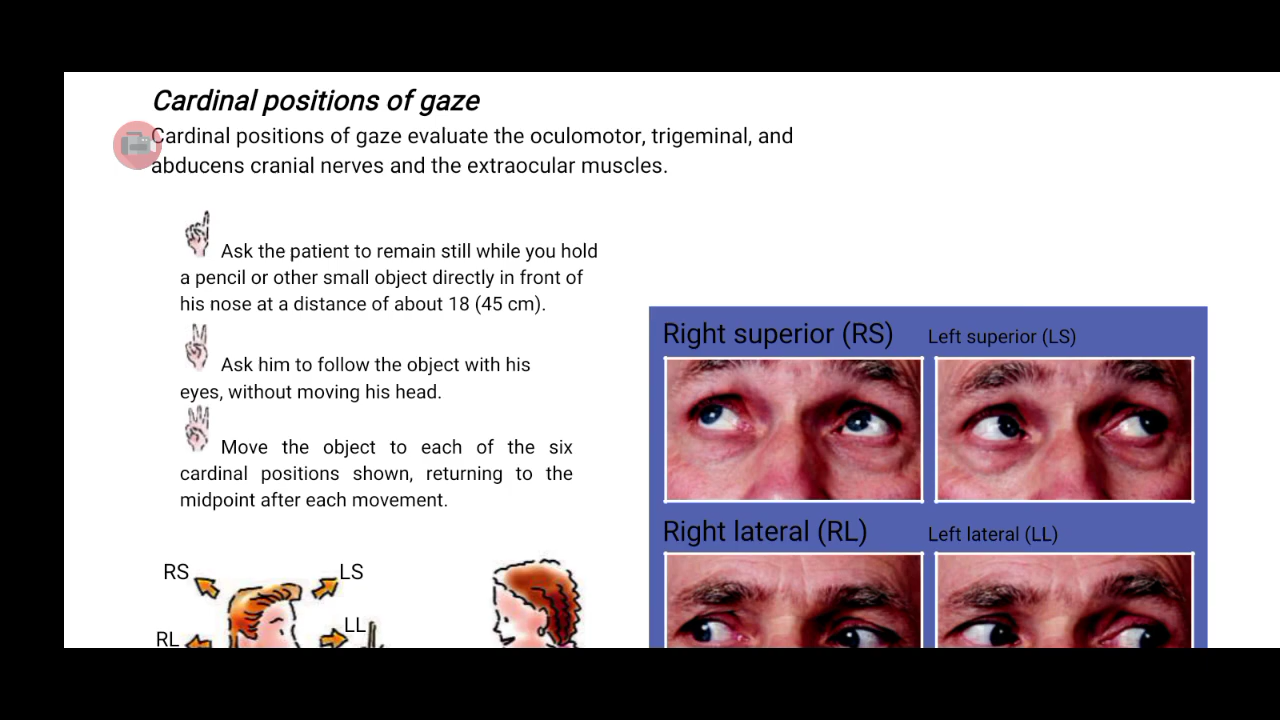 Cardinal positions of gaze
Cardinal positions of gaze evaluate the oculomotor, trigeminal, and
abducens cranial nerves and the extraocular muscles.
Ask the patient to remain still while you hold
a pencil or other small object directly in front of
his nose at a distance of about 18 (45 cm).
Ask him to follow the object with his
eyes, without moving his head.
Move the object to each of the six
cardinal positions shown, returning to the
midpoint after each movement.
RS
LS
RL
LL
Right superior (RS)
Left superior (LS)
Right lateral (RL)
Left lateral (LL)